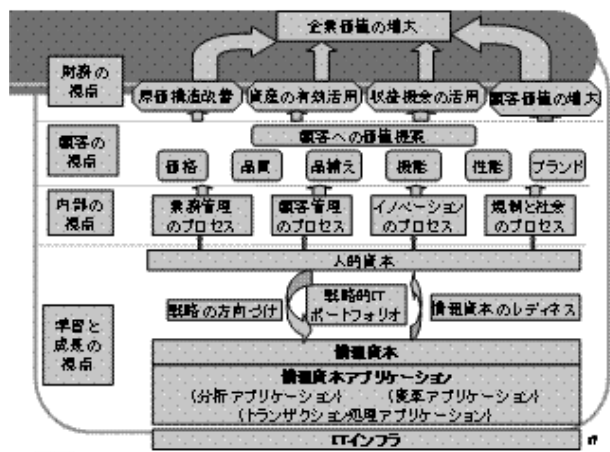 企業価値の増大
財務の
視点
原価構造改善
資産の有効活用
収益機会の活用
顧客価値の増大
顧客の
視点
顧客への価値提案
価格
品質
品揃え
機能
性能
ブランド
内部の
視点
業務管理
のプロセス
顧客管理
のプロセス
イノベーション
のプロセス
規制と社会
のプロセス
人的資本
学習と
成長の
視点
戦略の方向づけ
戦略的IT
ポートフォリオ
情報資本のレディネス
情報資本
情報資本アプリケーション
(分析アプリケーション) (変革アプリケーション)
(トランザクション処理アプリケーション)
ITインフラ